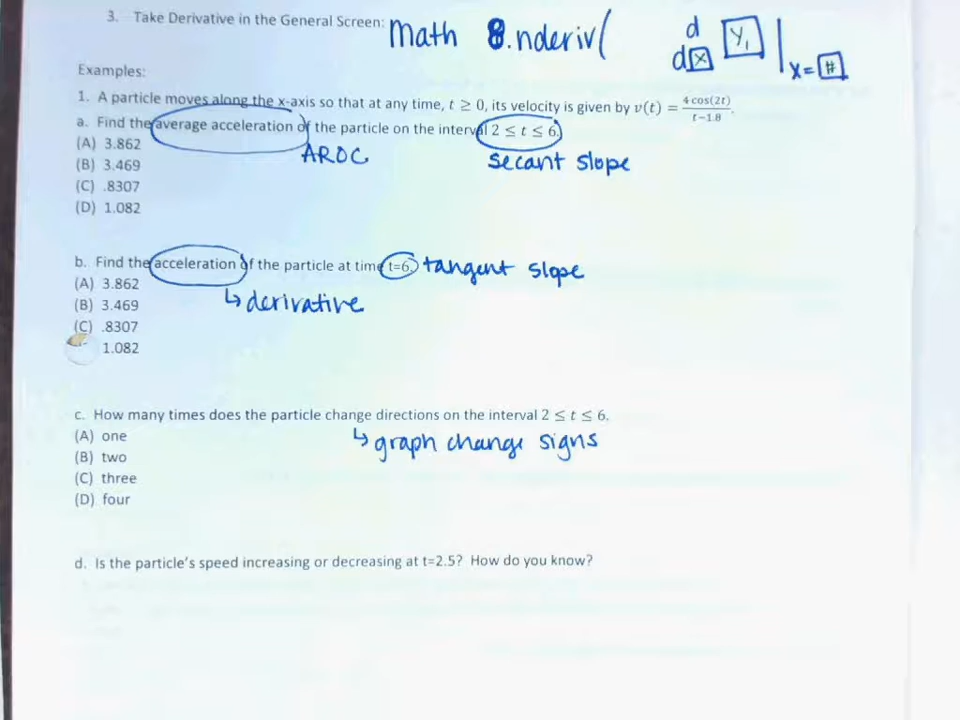 3. Take Derivative in the General Screen: Math 8.nderiv( d/d[x] [Y₁] | x=[#]
Examples:
1. A particle moves along the x-axis so that at any time, t ≥ 0, its velocity is given by v(t) = 4 cos(2t)/t−1.8.
a. Find the average acceleration of the particle on the interval 2 ≤ t ≤ 6.
(A) 3.862
AROC secant slope
(B) 3.469
(C) .8307
(D) 1.082
b. Find the acceleration of the particle at time t=6. tangent slope
(A) 3.862
(B) 3.469
↳ derivative
(C) .8307
1.082
c. How many times does the particle change directions on the interval 2 ≤ t ≤ 6.
(A) one
↳ graph change signs
(B) two
(C) three
(D) four
d. Is the particle's speed increasing or decreasing at t=2.5? How do you know?